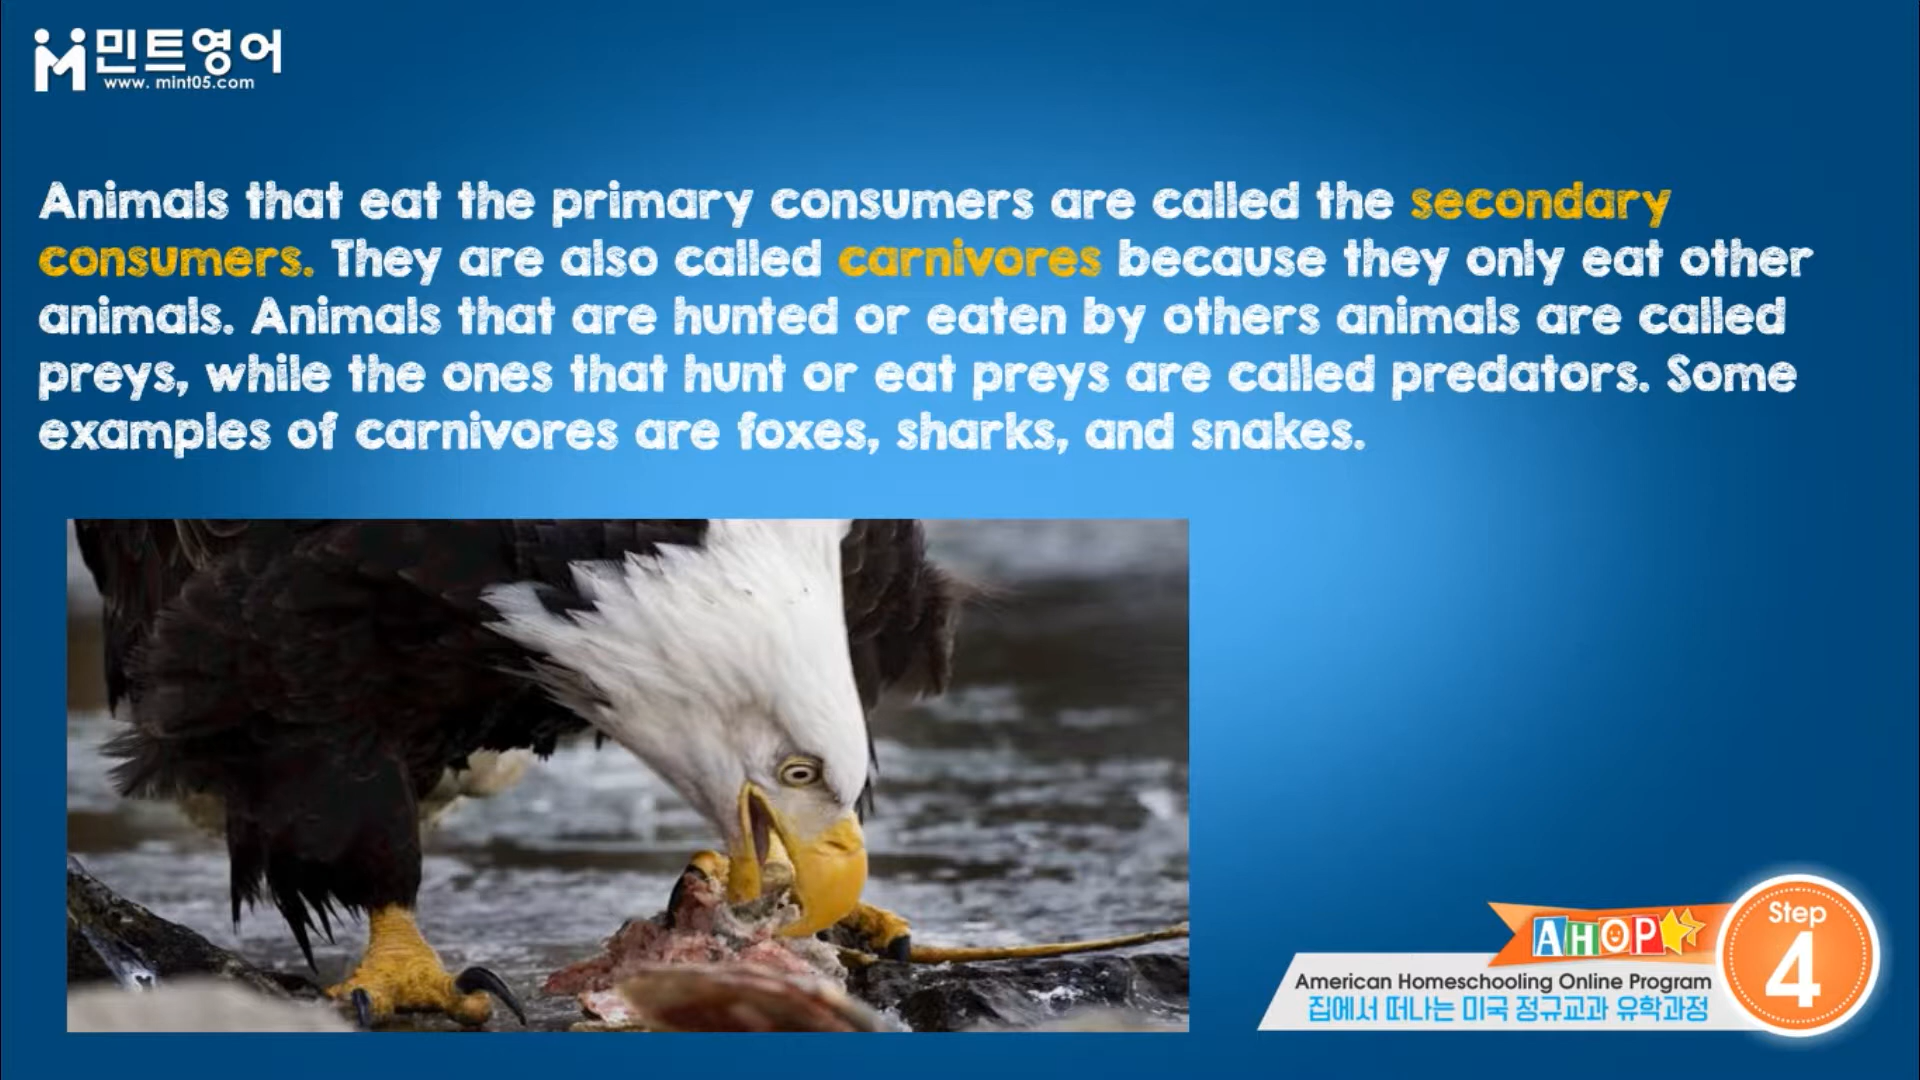 민트영어
www. mint05.com
Animals that eat the primary consumers are called the secondary
consumers. They are also called carnivores because they only eat other
animals. Animals that are hunted or eaten by others animals are called
preys, while the ones that hunt or eat preys are called predators. Some
examples of carnivores are foxes, sharks, and snakes.
AHOP
Step
4
American Homeschooling Online Program
집에서 떠나는 미국 정규교과 유학과정